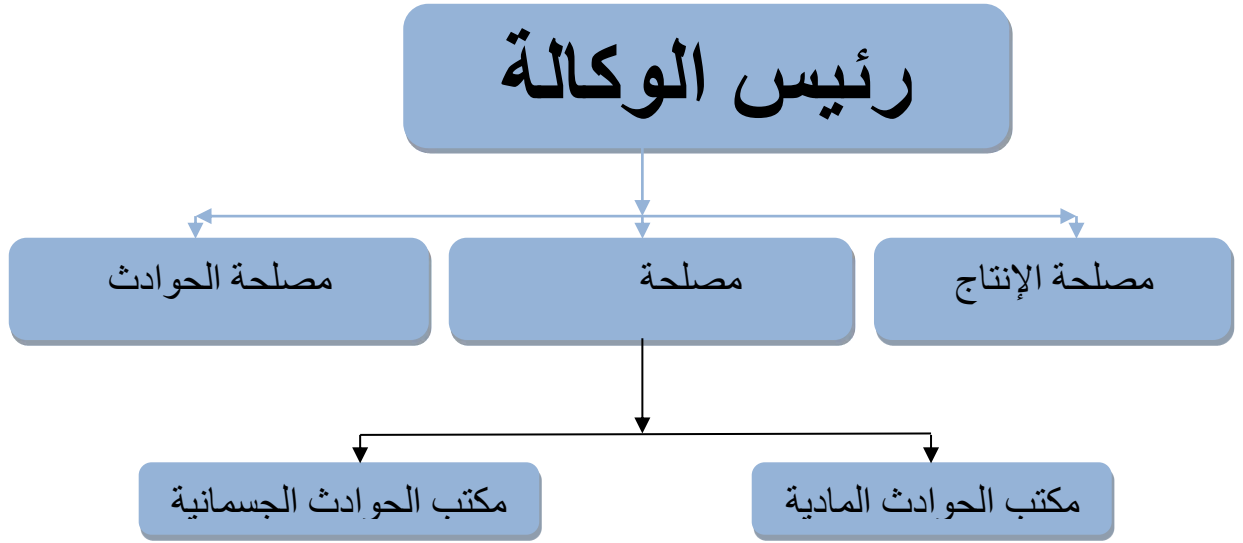 رئيس الوكالة
مصلحة الإنتاج
مصلحة
مصلحة الحوادث
مكتب الحوادث المادية
مكتب الحوادث الجسمانية